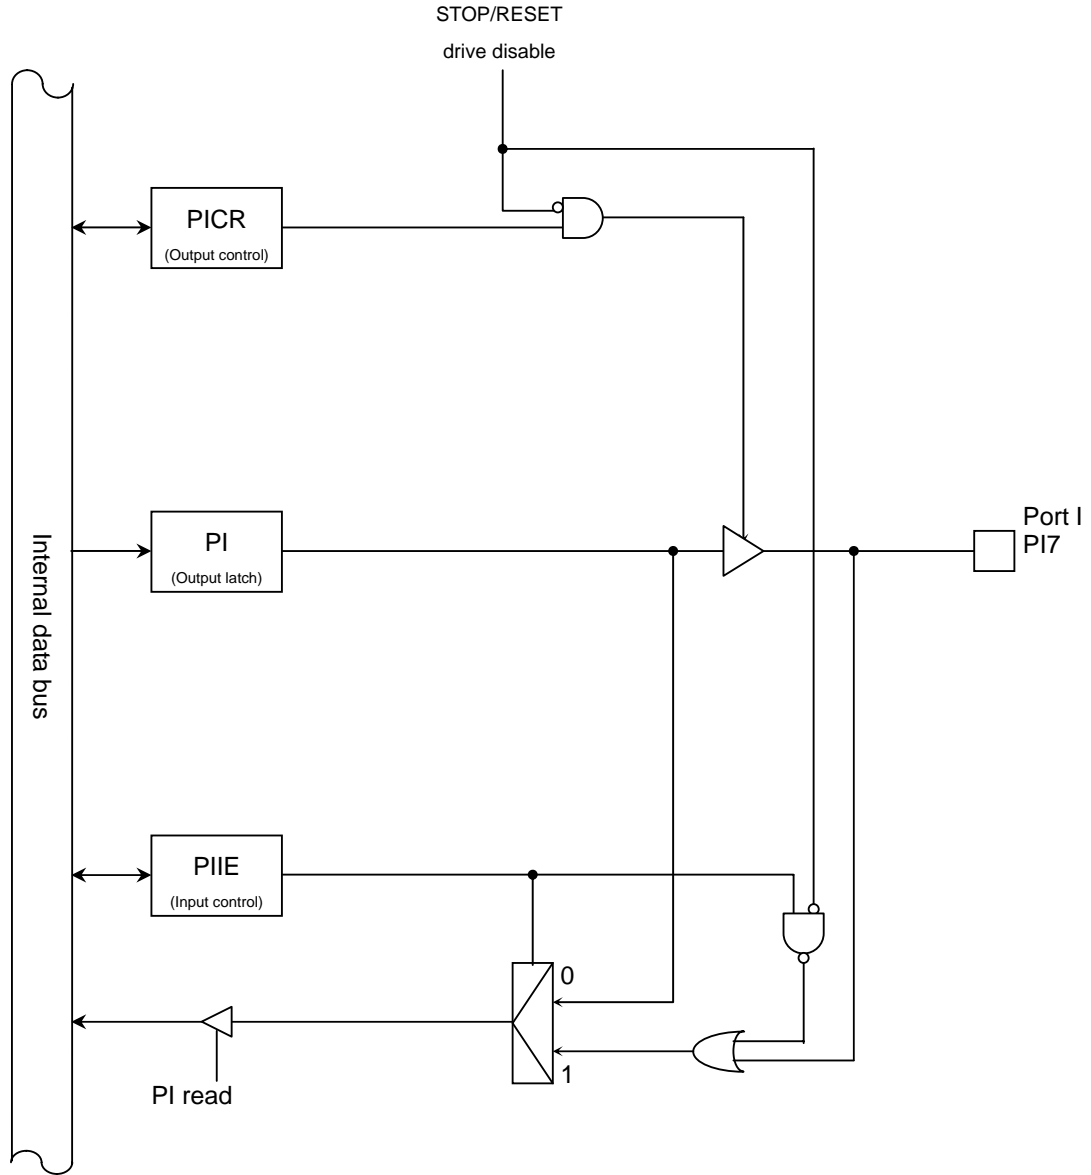 STOP/RESET
drive disable
PICR
(Output control)
Port I
PI7
PI
(Output latch)
Internal data bus
PIIE
(Input control)
0
1
PI read